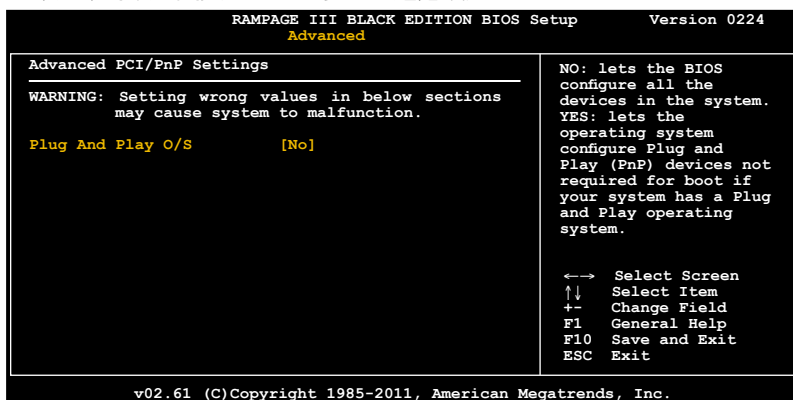 RAMPAGE III BLACK EDITION BIOS Setup Version 0224
Advanced
Advanced PCI/PnP Settings
WARNING: Setting wrong values in below sections
may cause system to malfunction.
Plug And Play O/S [No]
NO: lets the BIOS
configure all the
devices in the system.
YES: lets the
operating system
configure Plug and
Play (PnP) devices not
required for boot if
your system has a Plug
and Play operating
system.
←→ Select Screen
↑↓ Select Item
+- Change Field
F1 General Help
F10 Save and Exit
ESC Exit
v02.61 (C)Copyright 1985-2011, American Megatrends, Inc.